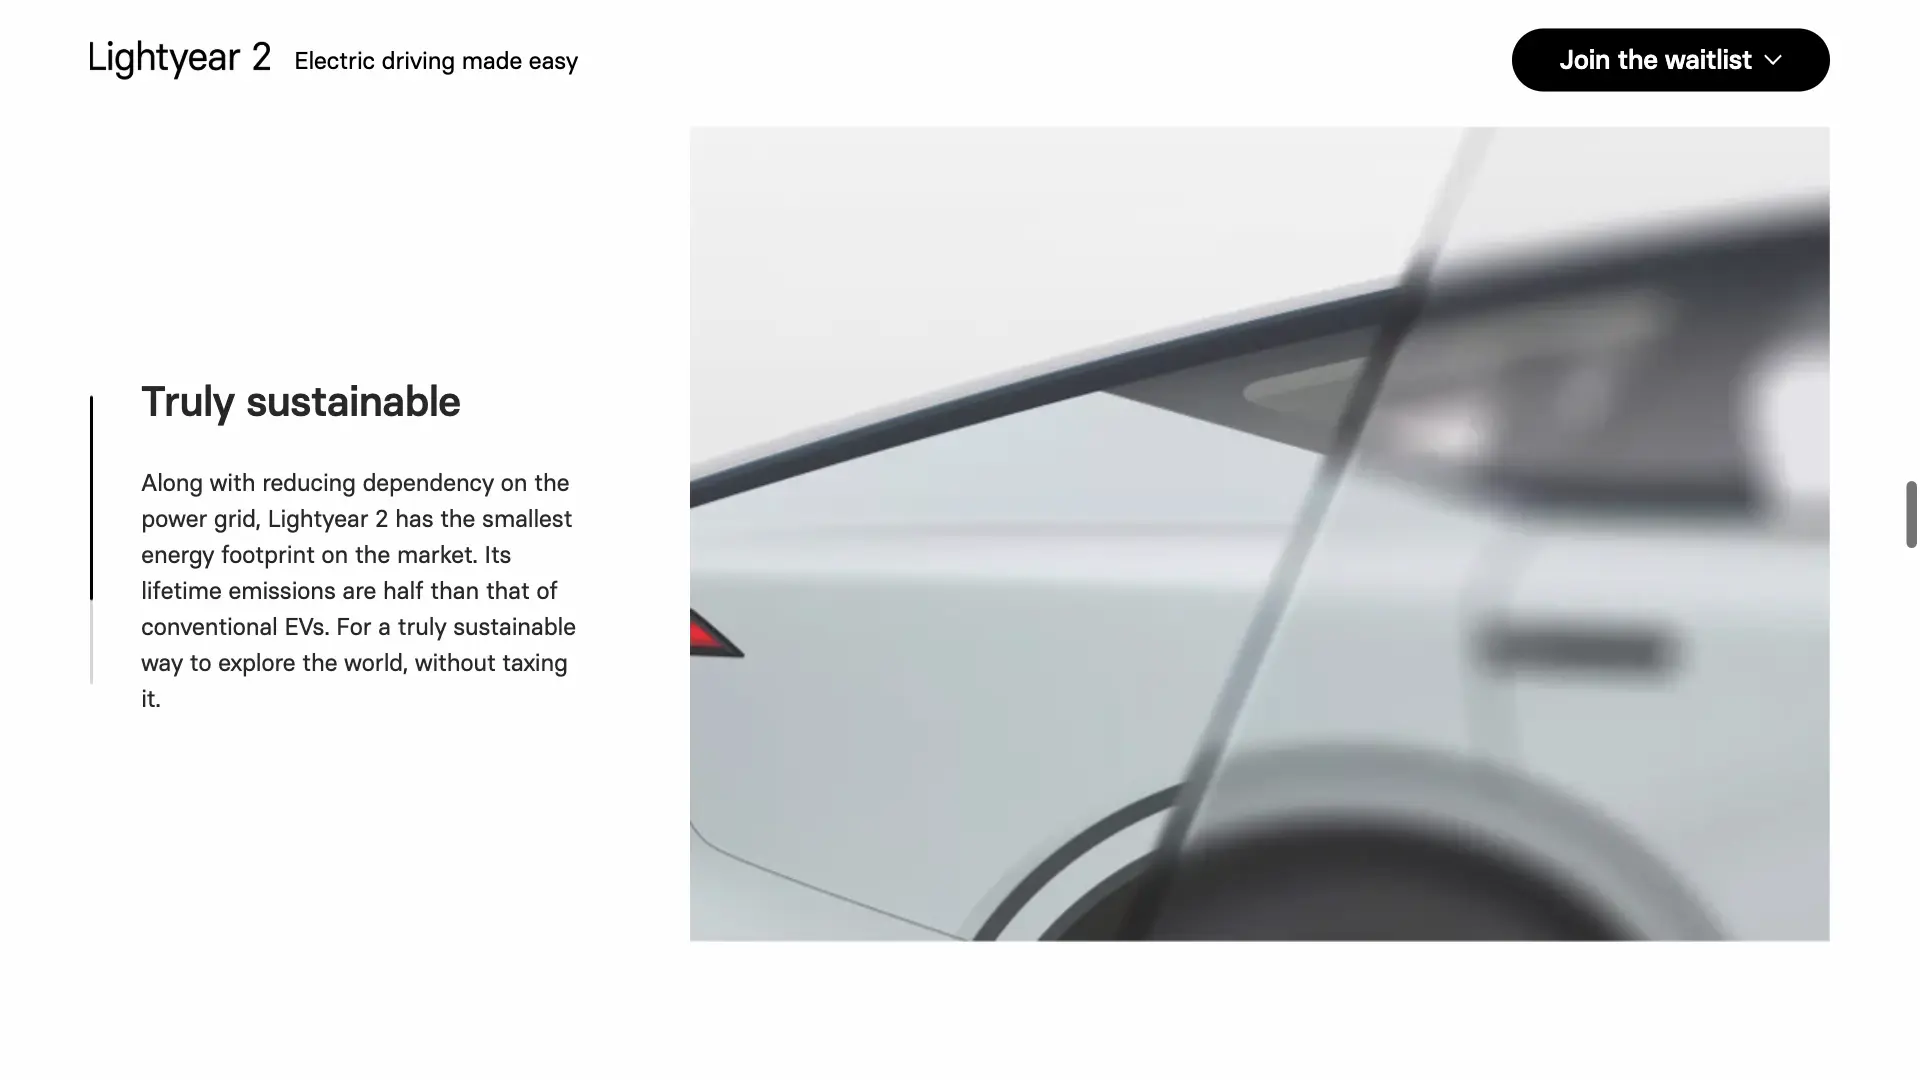 Lightyear 2 Electric driving made easy
Join the waitlist
Truly sustainable
Along with reducing dependency on the
power grid, Lightyear 2 has the smallest
energy footprint on the market. Its
lifetime emissions are half than that of
conventional EVs. For a truly sustainable
way to explore the world, without taxing
it.